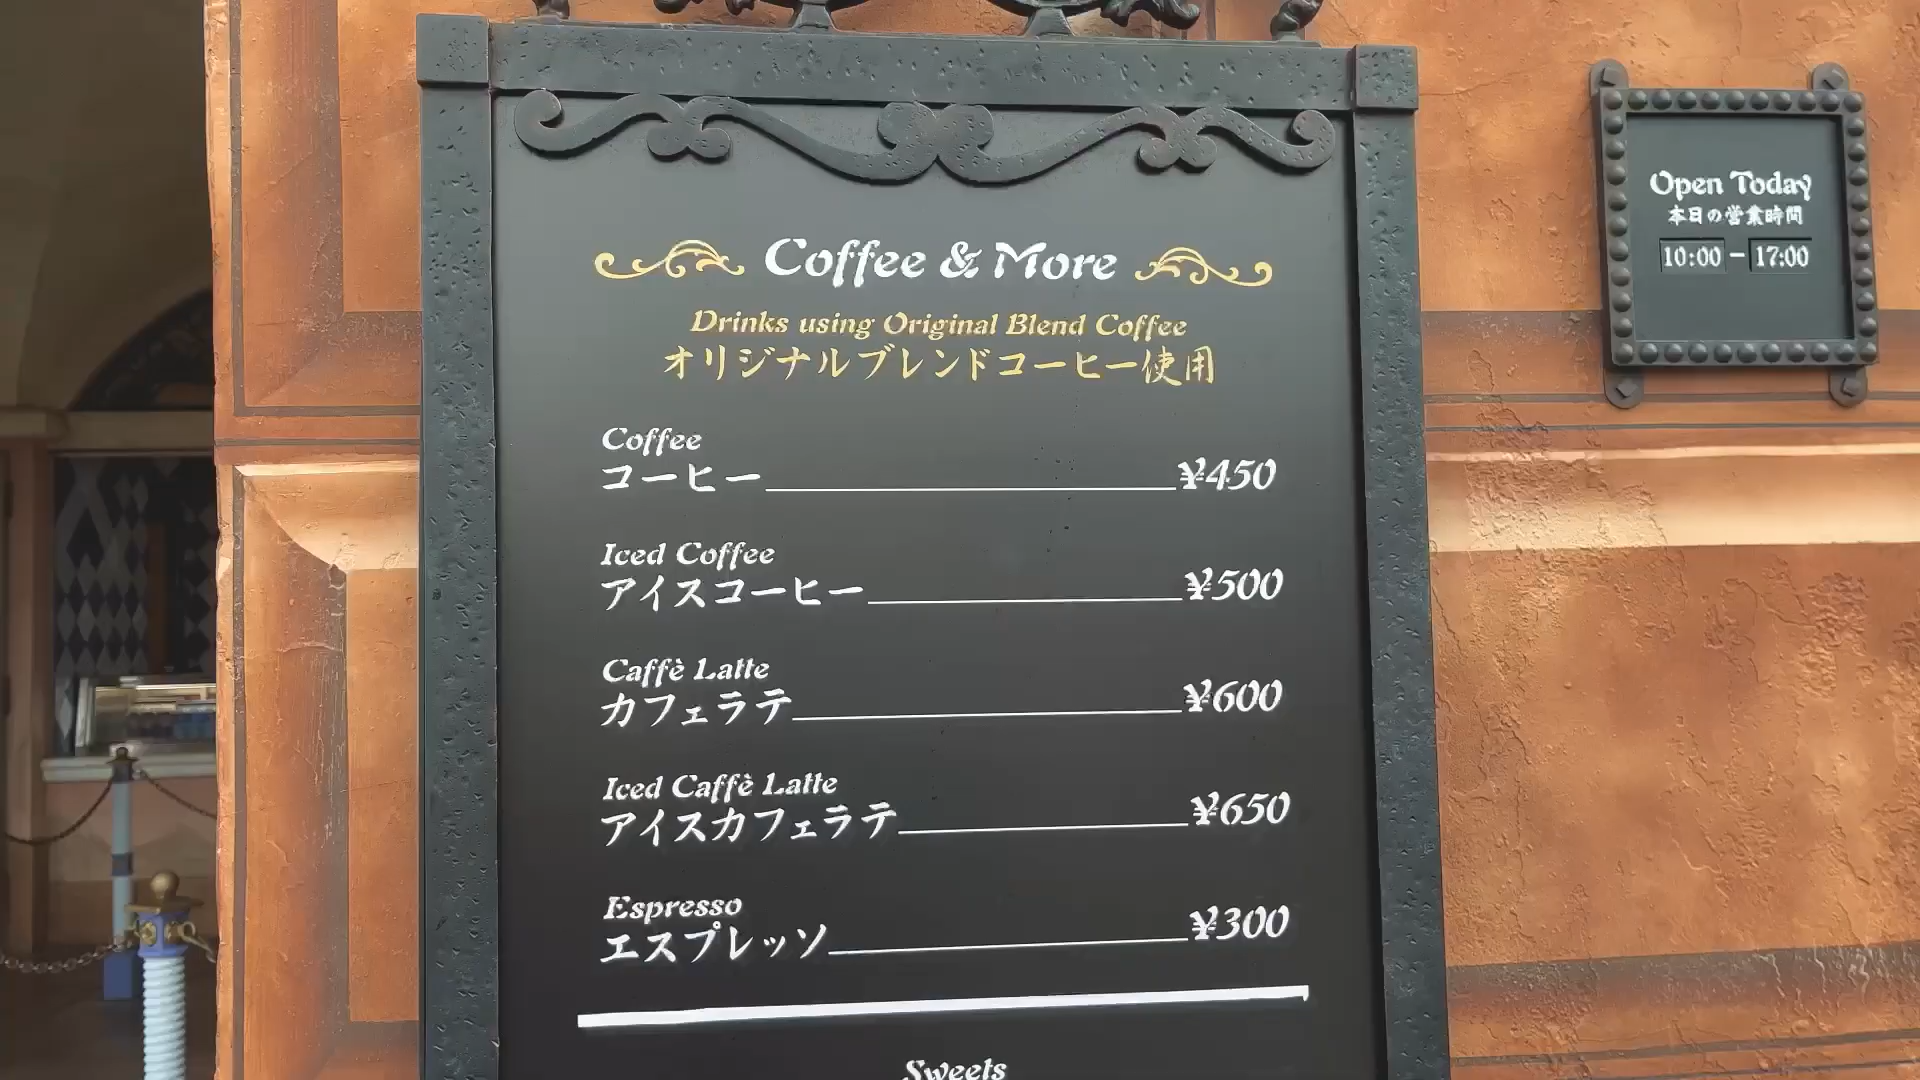 Coffee & More
Drinks using Original Blend Coffee
オリジナルブレンドコーヒー使用
Coffee
コーヒー ¥450
Iced Coffee
アイスコーヒー ¥500
Caffè Latte
カフェラテ ¥600
Iced Caffè Latte
アイスカフェラテ ¥650
Espresso
エスプレッソ ¥300
Sweets
Open Today
本日の営業時間
10:00 - 17:00